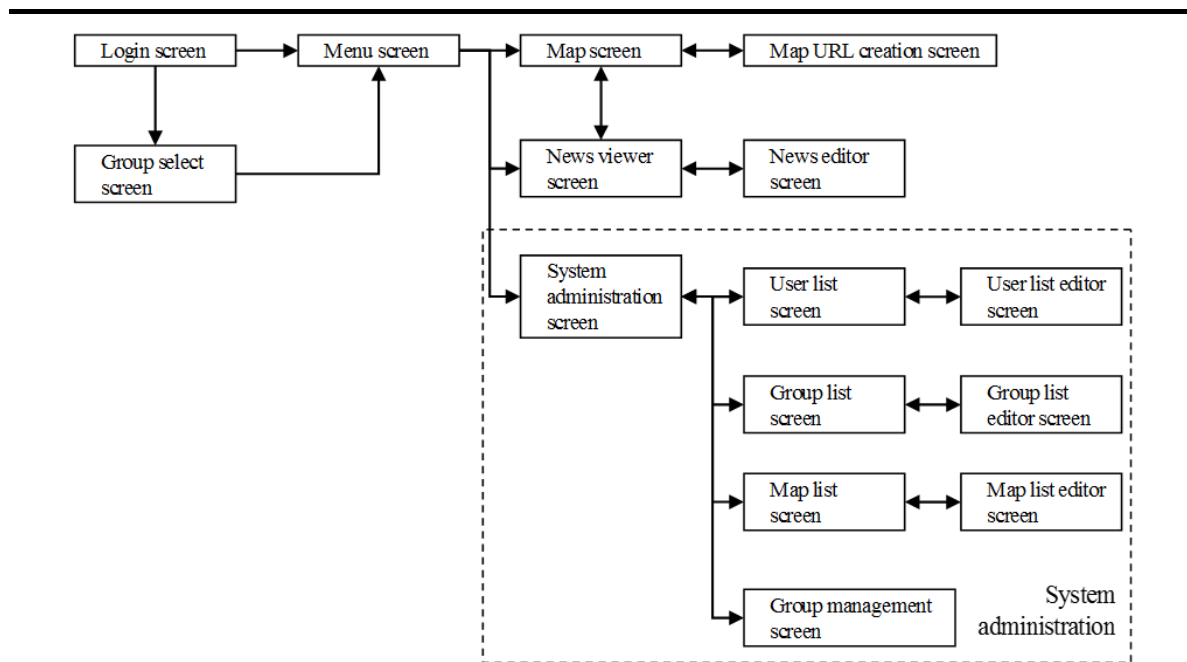 Login screen
Menu screen
Map screen
Map URL creation screen
Group select
screen
News viewer
screen
News editor
screen
System
administration
screen
User list
screen
User list editor
screen
Group list
screen
Group list
editor screen
Map list
screen
Map list editor
screen
Group management
screen
System
administration